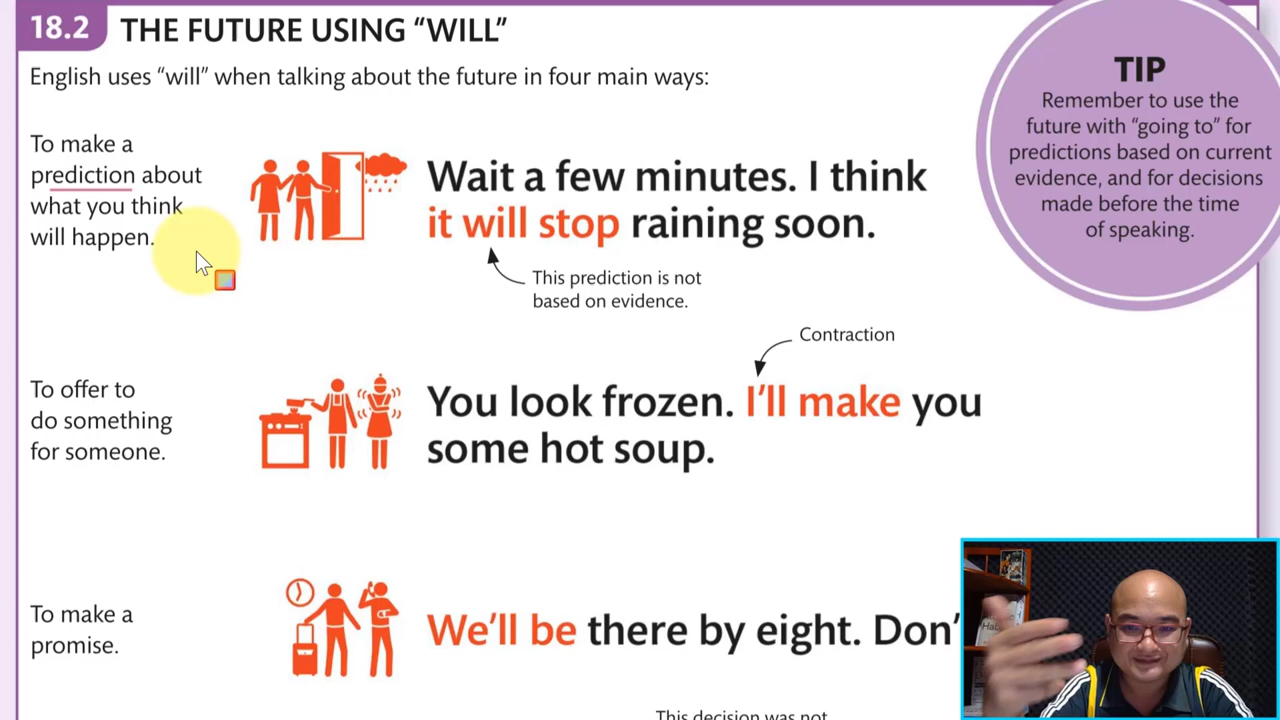 18.2 THE FUTURE USING “WILL”
English uses “will” when talking about the future in four main ways:
To make a
prediction about
what you think
will happen.
Wait a few minutes. I think
it will stop raining soon.
This prediction is not
based on evidence.
TIP
Remember to use the
future with “going to” for
predictions based on current
evidence, and for decisions
made before the time
of speaking.
To offer to
do something
for someone.
Contraction
You look frozen. I’ll make you
some hot soup.
To make a
promise.
We’ll be there by eight. Don’
This decision was not